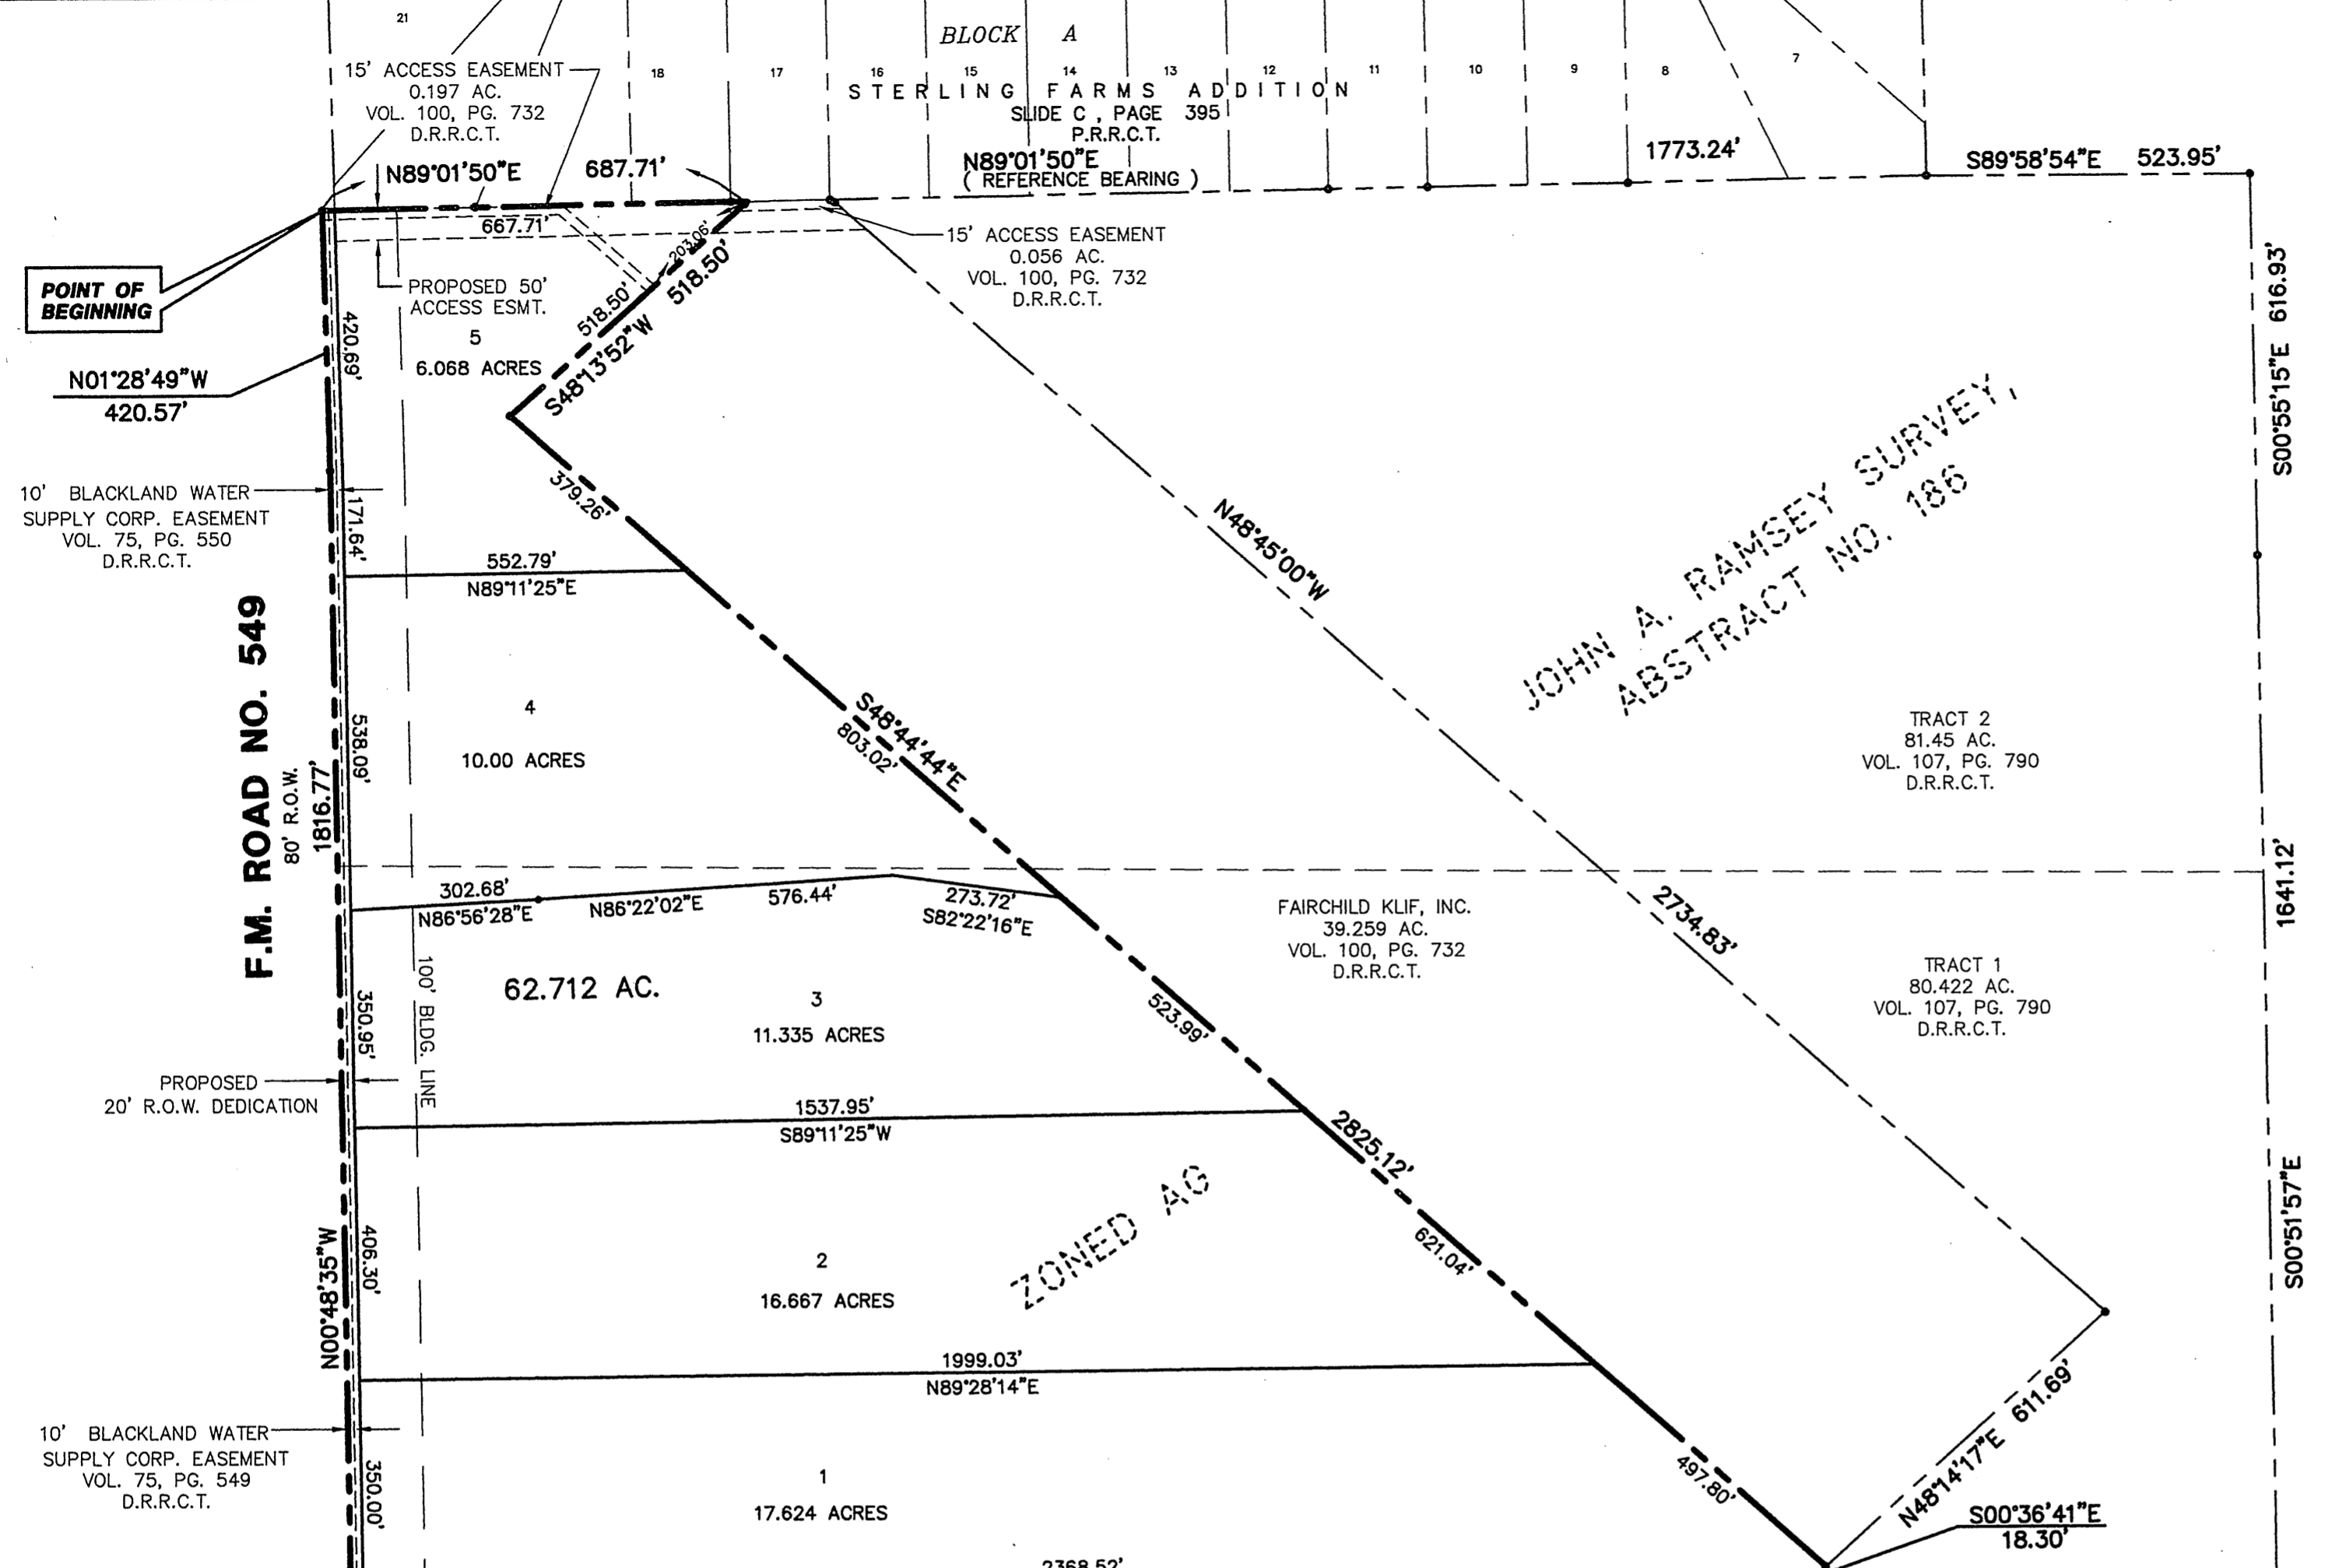 21
BLOCK A
15' ACCESS EASEMENT
0.197 AC.
VOL. 100, PG. 732
D.R.R.C.T.
18
17
16
15
14
13
12
11
10
9
8
7
STERLING FARMS ADDITION
SLIDE C , PAGE 395
P.R.R.C.T.
N89°01'50"E
687.71'
N89°01'50"E
( REFERENCE BEARING )
1773.24'
S89°58'54"E 523.95'
667.71'
203.06'
518.50'
518.50'
S48°13'52"W
15' ACCESS EASEMENT
0.056 AC.
VOL. 100, PG. 732
D.R.R.C.T.
S00°55'15"E 616.93'
POINT OF
BEGINNING
PROPOSED 50'
ACCESS ESMT.
5
6.068 ACRES
420.69'
N01°28'49"W
420.57'
10' BLACKLAND WATER
SUPPLY CORP. EASEMENT
VOL. 75, PG. 550
D.R.R.C.T.
171.64'
379.26'
552.79'
N89°11'25"E
N48°45'00"W
JOHN A. RAMSEY SURVEY,
ABSTRACT NO. 186
F.M. ROAD NO. 549
80' R.O.W.
1816.77'
538.09'
4
10.00 ACRES
S48°44'44"E
803.02'
TRACT 2
81.45 AC.
VOL. 107, PG. 790
D.R.R.C.T.
1641.12'
302.68'
N86°56'28"E
N86°22'02"E
576.44'
273.72'
S82°22'16"E
FAIRCHILD KLIF, INC.
39.259 AC.
VOL. 100, PG. 732
D.R.R.C.T.
2734.83'
TRACT 1
80.422 AC.
VOL. 107, PG. 790
D.R.R.C.T.
350.95'
100' BLDG. LINE
62.712 AC.
3
11.335 ACRES
523.99'
PROPOSED
20' R.O.W. DEDICATION
1537.95'
S89°11'25"W
2825.12'
ZONED AG
S00°51'57"E
N00°48'35"W
406.30'
2
16.667 ACRES
621.04'
1999.03'
N89°28'14"E
N48°14'17"E 611.69'
10' BLACKLAND WATER
SUPPLY CORP. EASEMENT
VOL. 75, PG. 549
D.R.R.C.T.
350.00'
1
17.624 ACRES
497.80'
S00°36'41"E
18.30'
2368.52'